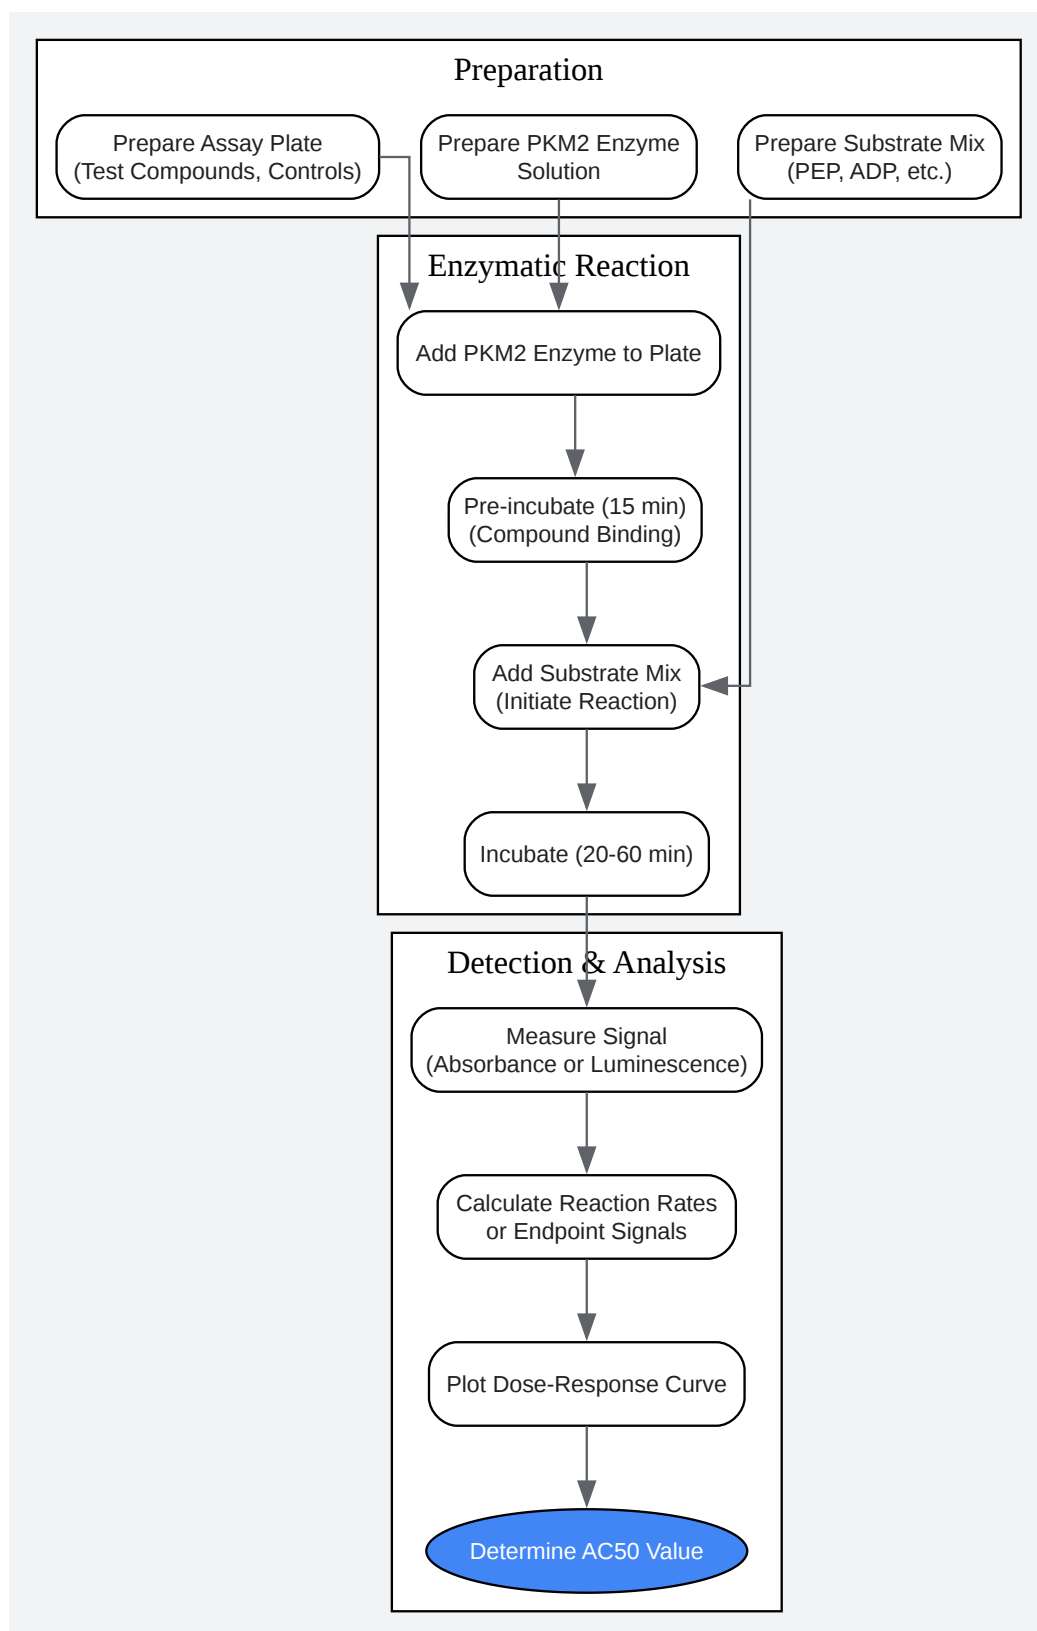 Preparation
Prepare Assay Plate
(Test Compounds, Controls)
Prepare PKM2 Enzyme
Solution
Prepare Substrate Mix
(PEP, ADP, etc.)
Enzymatic Reaction
Add PKM2 Enzyme to Plate
Pre-incubate (15 min)
(Compound Binding)
Add Substrate Mix
(Initiate Reaction)
Incubate (20-60 min)
Detection & Analysis
Measure Signal
(Absorbance or Luminescence)
Calculate Reaction Rates
or Endpoint Signals
Plot Dose-Response Curve
Determine AC50 Value